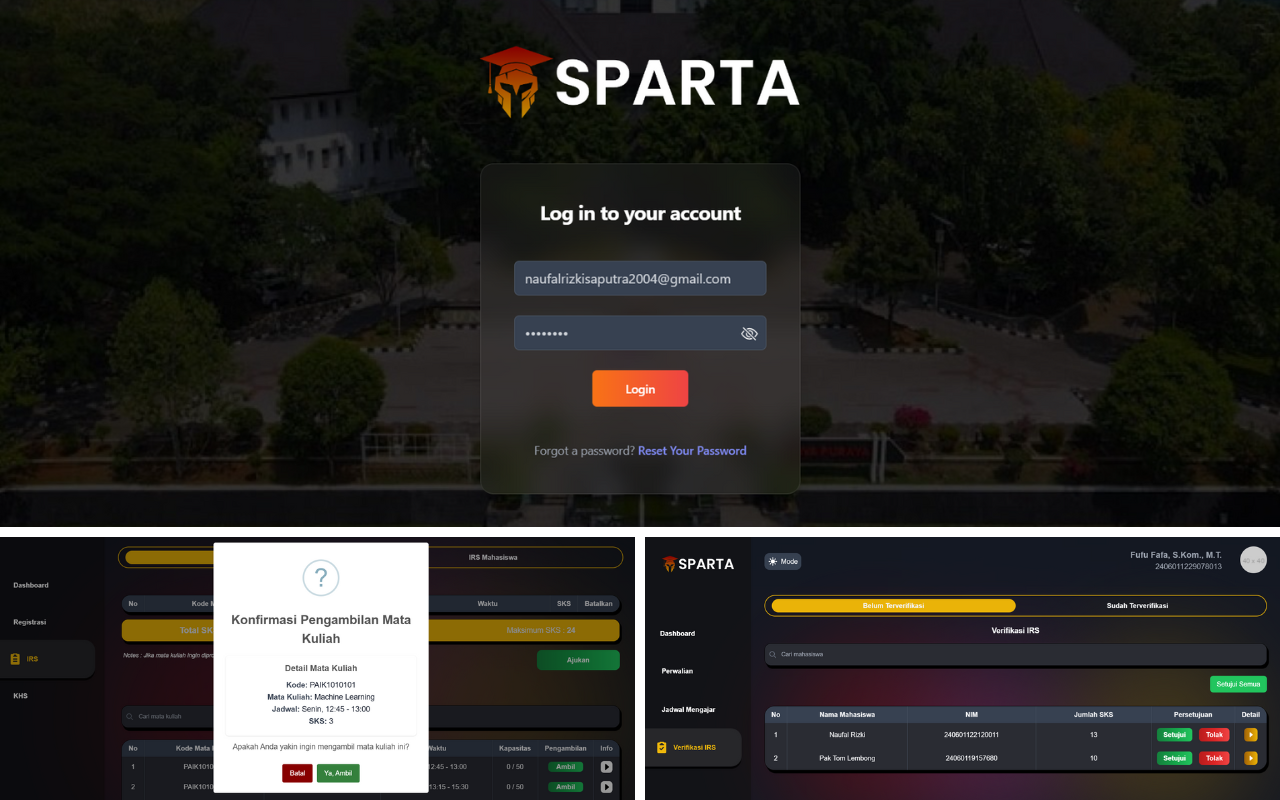 SPARTA
Log in to your account
naufalrizkisaputra2004@gmail.com
Login
Forgot a password? Reset Your Password
Dashboard
Registrasi
IRS
KHS
IRS Mahasiswa
No Kode Waktu SKS Batalkan
Total Maksimum SKS : 24
Notes : Jika mata kuliah ingin
Ajukan
Cari mata kuliah
No Kode Mata Waktu Kapasitas Pengambilan Info
1 PAIK1010 12:45 - 13:00 0 / 50 Ambil
2 PAIK1010 13:15 - 15:30 0 / 50 Ambil
?
Konfirmasi Pengambilan Mata
Kuliah
Detail Mata Kuliah
Kode: PAIK1010101
Mata Kuliah: Machine Learning
Jadwal: Senin, 12:45 - 13:00
SKS: 3
Apakah Anda yakin ingin mengambil mata kuliah ini?
Batal Ya, Ambil
SPARTA
Mode
Fufu Fafa, S.Kom., M.T.
2406011229078013
Dashboard
Perwalian
Jadwal Mengajar
Verifikasi IRS
Belum Terverifikasi Sudah Terverifikasi
Verifikasi IRS
Cari mahasiswa
Setujui Semua
No Nama Mahasiswa NIM Jumlah SKS Persetujuan Detail
1 Naufal Rizki 240601122120011 13 Setujui Tolak
2 Pak Tom Lembong 24060119157680 10 Setujui Tolak